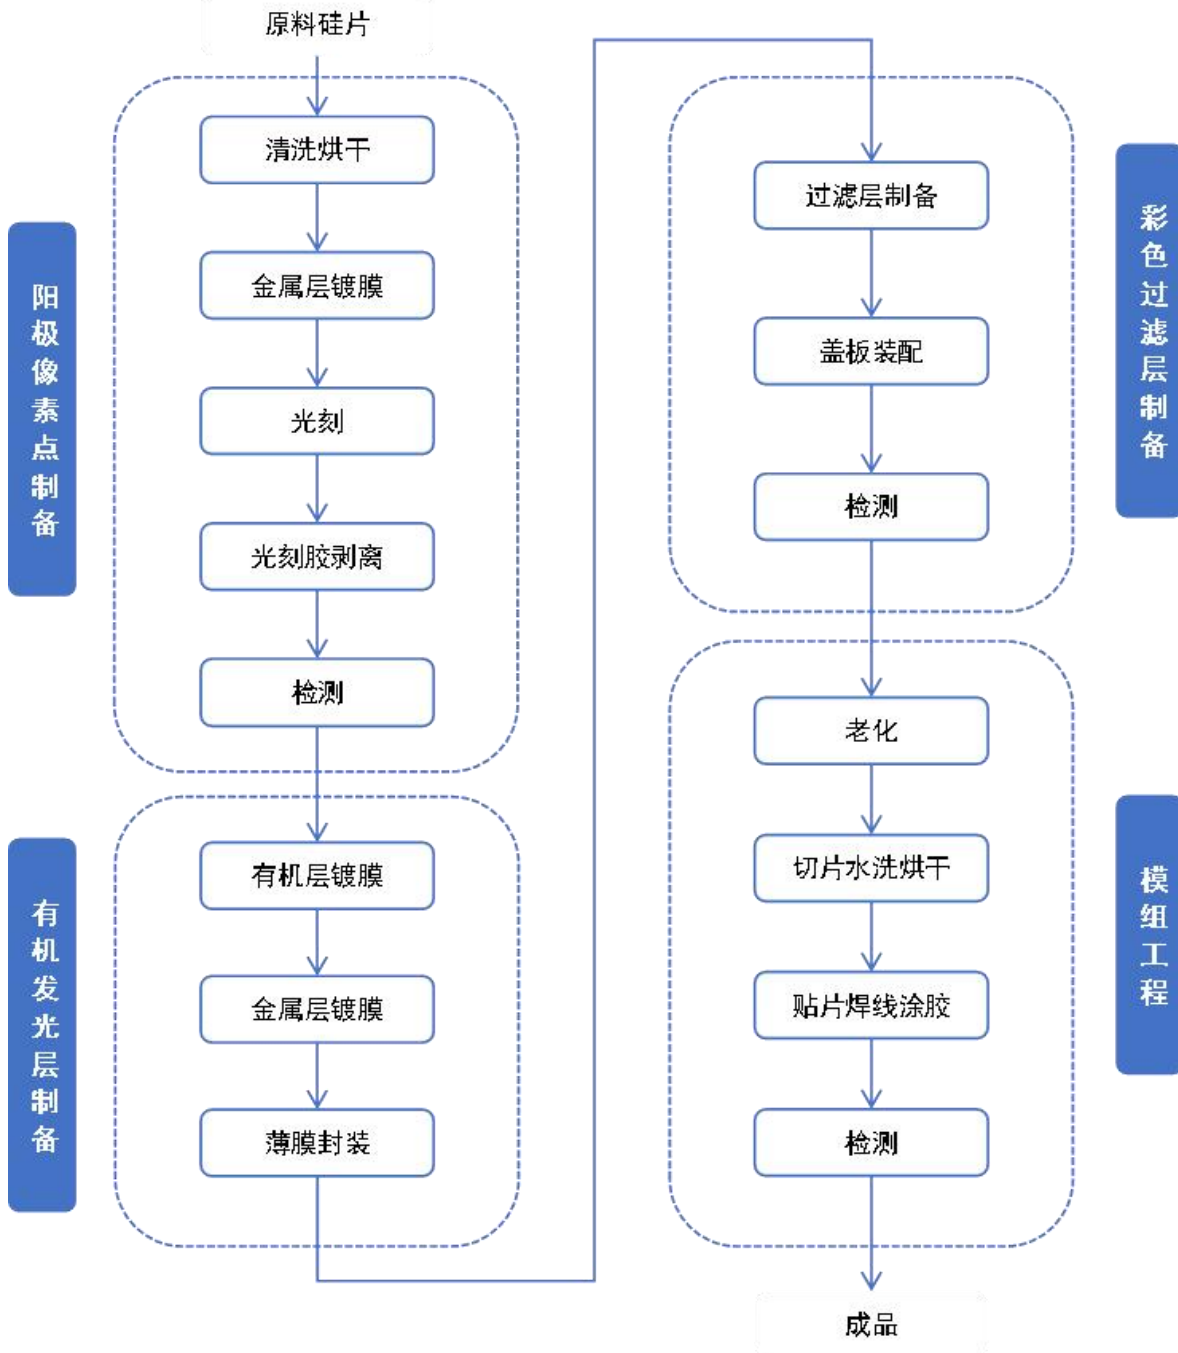 原料硅片
阳极像素点制备
清洗烘干
金属层镀膜
光刻
光刻胶剥离
检测
有机发光层制备
有机层镀膜
金属层镀膜
薄膜封装
彩色过滤层制备
过滤层制备
盖板装配
检测
模组工程
老化
切片水洗烘干
贴片焊线涂胶
检测
成品